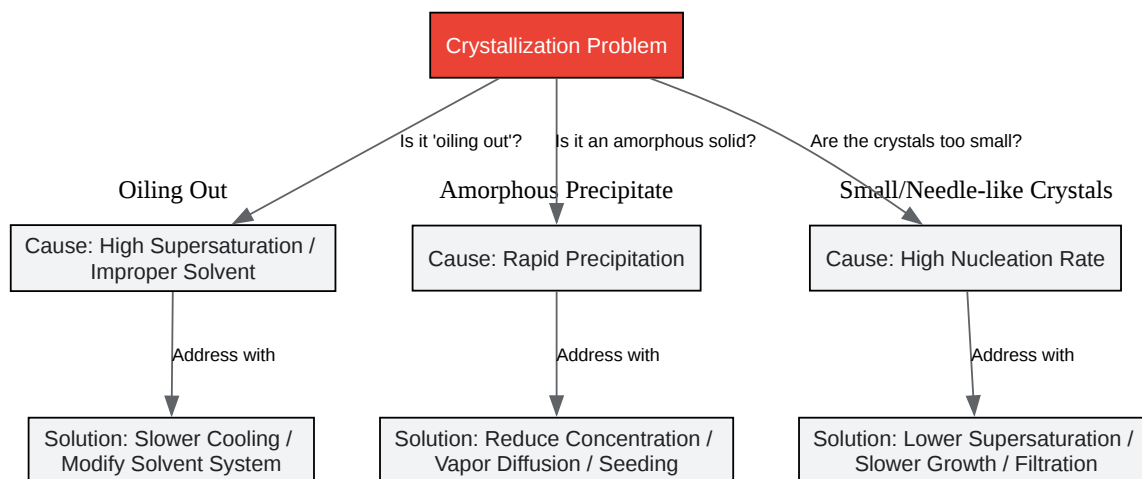 Crystallization Problem
Is it 'oiling out'?
Is it an amorphous solid?
Are the crystals too small?
Oiling Out
Amorphous Precipitate
Small/Needle-like Crystals
Cause: High Supersaturation /
Improper Solvent
Cause: Rapid Precipitation
Cause: High Nucleation Rate
Address with
Address with
Address with
Solution: Slower Cooling /
Modify Solvent System
Solution: Reduce Concentration /
Vapor Diffusion / Seeding
Solution: Lower Supersaturation /
Slower Growth / Filtration